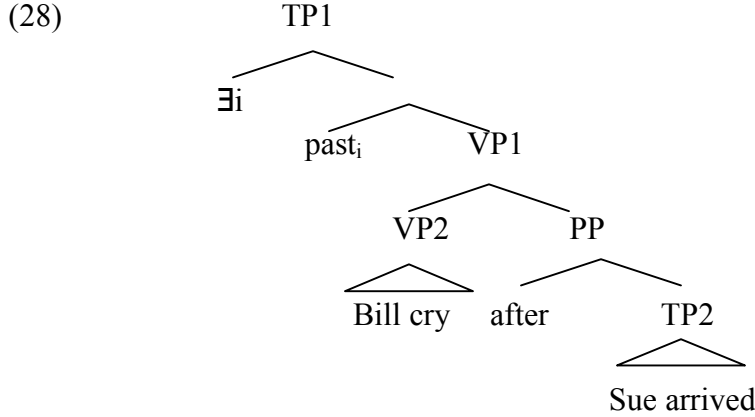 (28) TP1
∃i
pastᵢ VP1
VP2 PP
Bill cry after TP2
Sue arrived